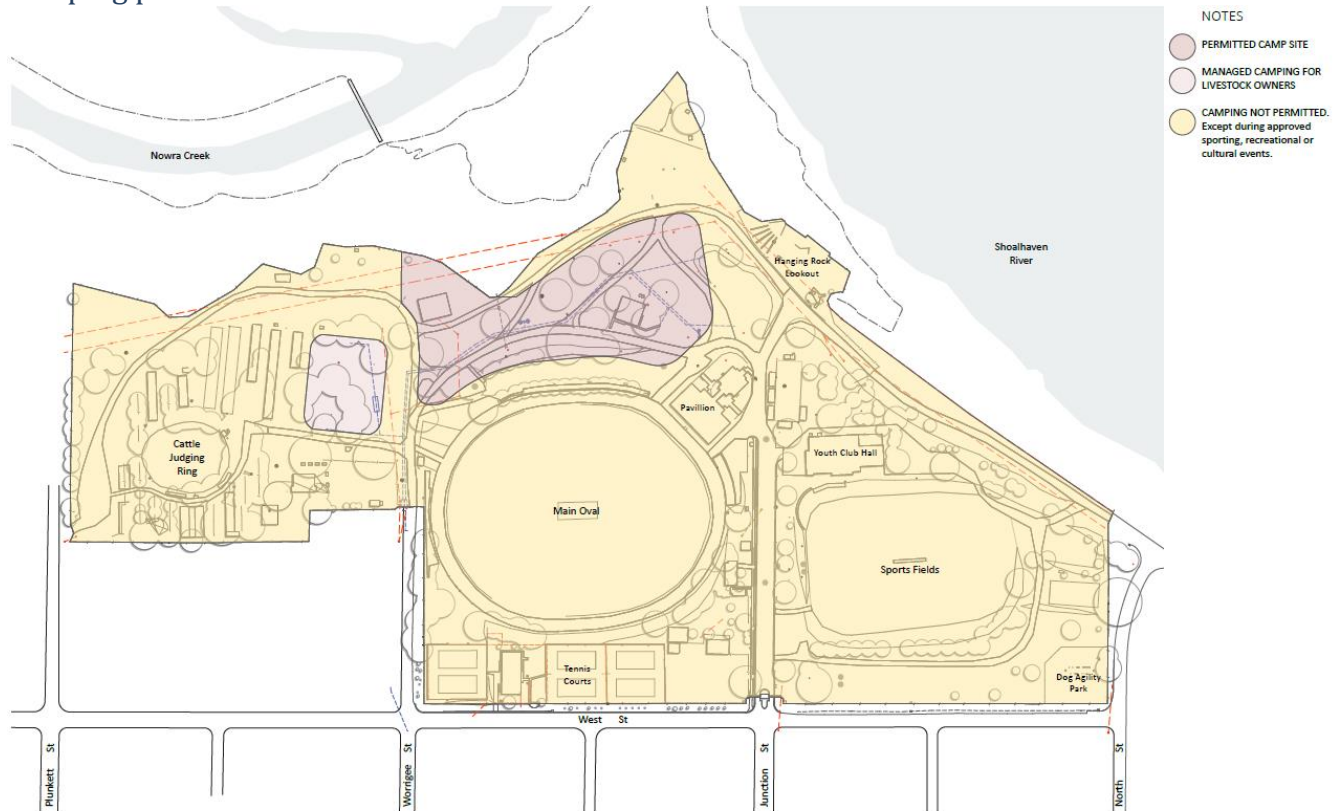 NOTES
PERMITTED CAMP SITE
MANAGED CAMPING FOR
LIVESTOCK OWNERS
CAMPING NOT PERMITTED.
Except during approved
sporting, recreational or
cultural events.
Nowra Creek
Shoalhaven
River
Hanging Rock
Lookout
Pavillion
Cattle
Judging
Ring
Youth Club Hall
Main Oval
Sports Fields
Tennis
Courts
Dog Agility
Park
West St
Plunkett St
Worrigee St
Junction St
North St